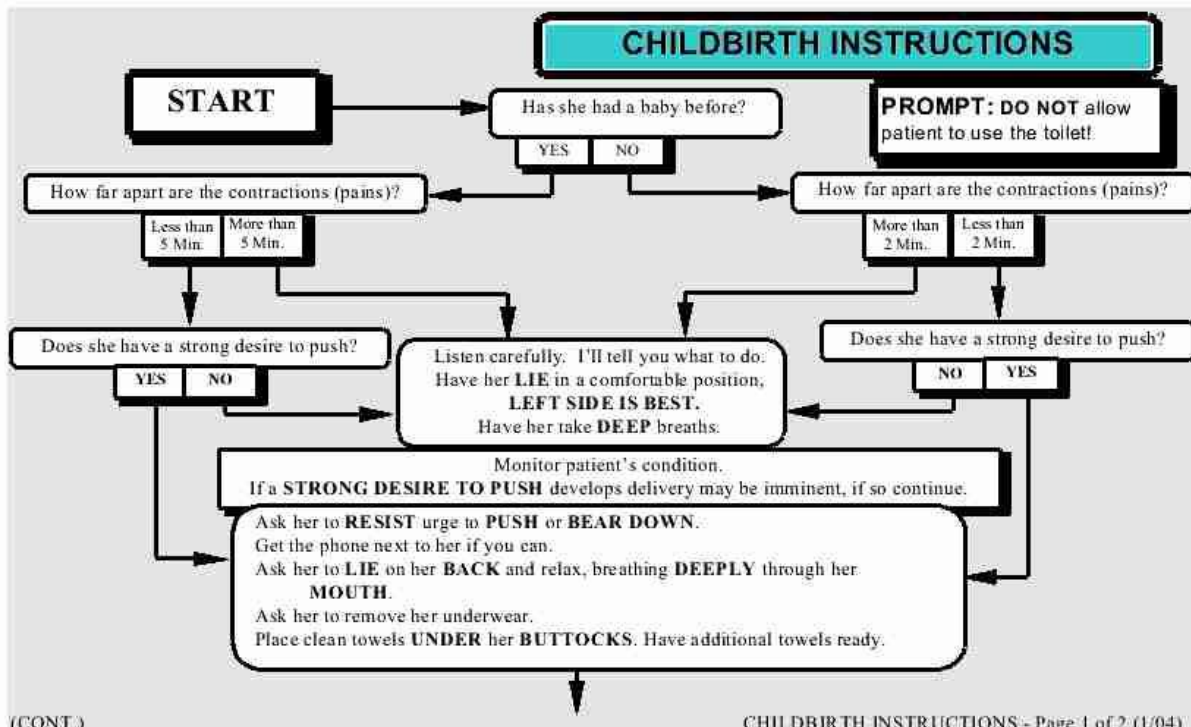 CHILDBIRTH INSTRUCTIONS
START
Has she had a baby before?
PROMPT: DO NOT allow
patient to use the toilet!
YES NO
How far apart are the contractions (pains)?
How far apart are the contractions (pains)?
Less than
5 Min.
More than
5 Min.
More than
2 Min.
Less than
2 Min.
Does she have a strong desire to push?
YES NO
Does she have a strong desire to push?
NO YES
Listen carefully. I'll tell you what to do.
Have her LIE in a comfortable position,
LEFT SIDE IS BEST.
Have her take DEEP breaths.
Monitor patient's condition.
If a STRONG DESIRE TO PUSH develops delivery may be imminent, if so continue.
Ask her to RESIST urge to PUSH or BEAR DOWN.
Get the phone next to her if you can.
Ask her to LIE on her BACK and relax, breathing DEEPLY through her
MOUTH.
Ask her to remove her underwear.
Place clean towels UNDER her BUTTOCKS. Have additional towels ready.
(CONT.)
CHILDBIRTH INSTRUCTIONS - Page 1 of 2 (1/04)